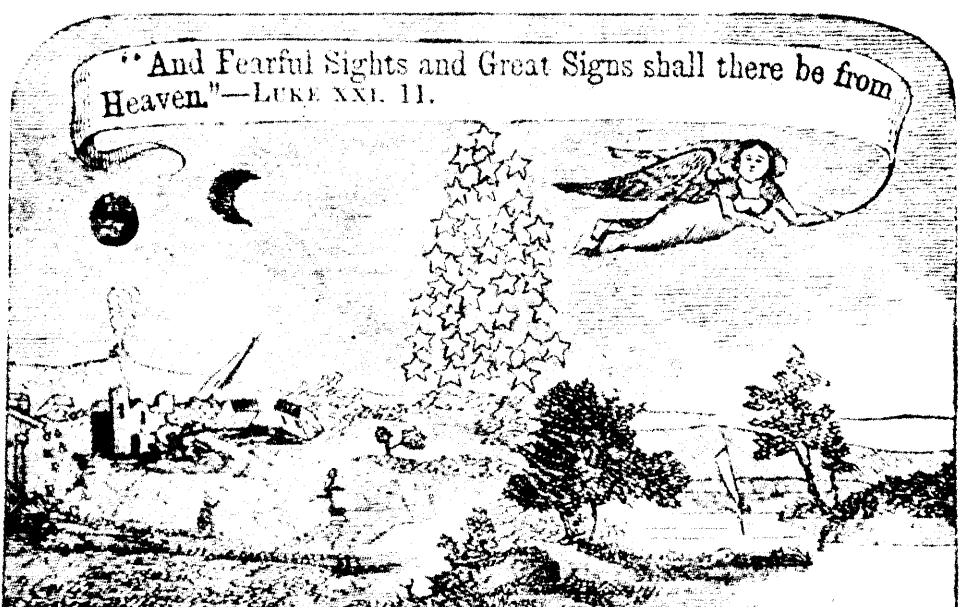 "And Fearful Sights and Great Signs shall there be from
Heaven."—LUKE XXI. 11.